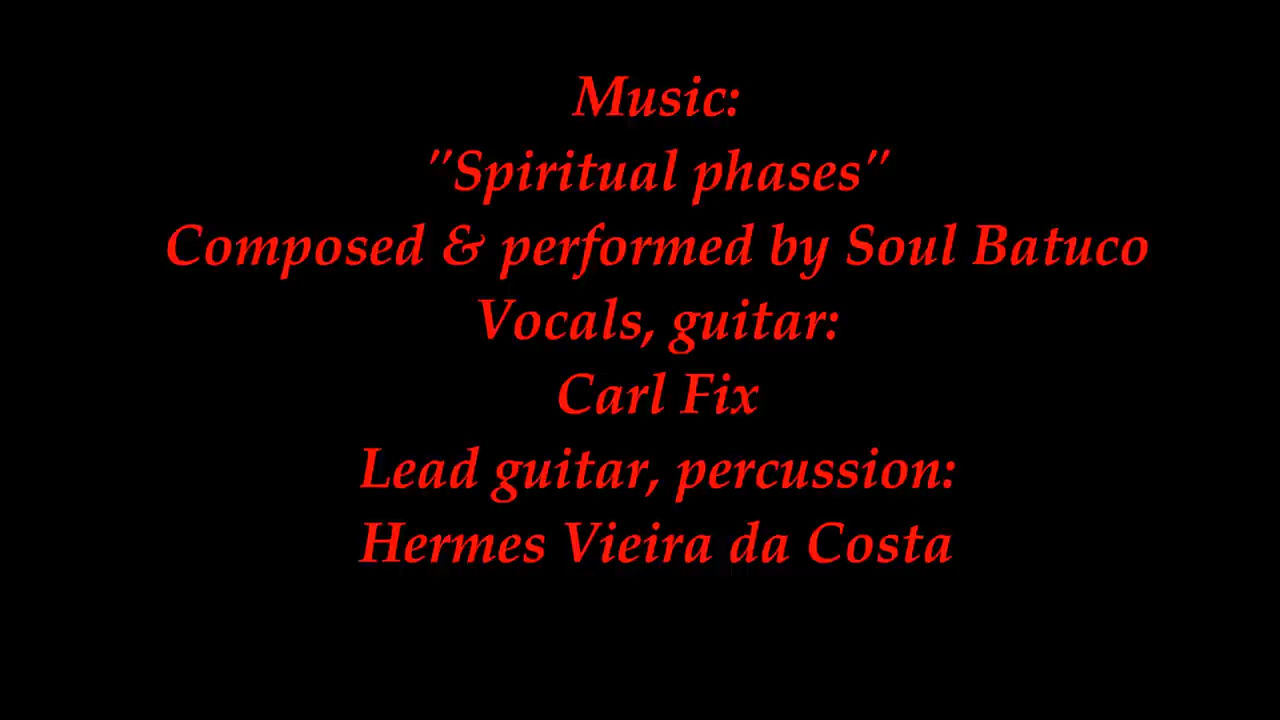 Music:
"Spiritual phases"
Composed & performed by Soul Batuco
Vocals, guitar:
Carl Fix
Lead guitar, percussion:
Hermes Vieira da Costa